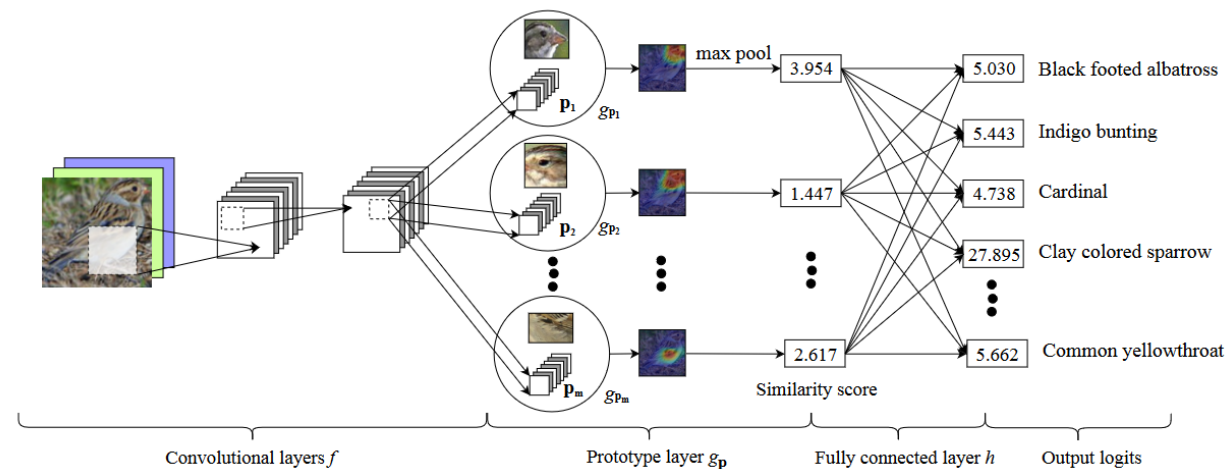 max pool
3.954
5.030
Black footed albatross
p₁
gp₁
5.443
Indigo bunting
1.447
4.738
Cardinal
p₂
gp₂
27.895
Clay colored sparrow
2.617
5.662
Common yellowthroat
pₘ
gpₘ
Similarity score
Convolutional layers f
Prototype layer gₚ
Fully connected layer h
Output logits